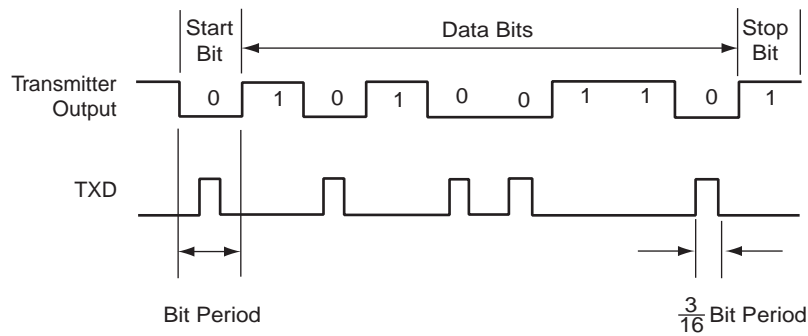 Start Bit
Data Bits
Stop Bit
Transmitter Output
0 1 0 1 0 0 1 1 0 1
TXD
Bit Period
3/16 Bit Period